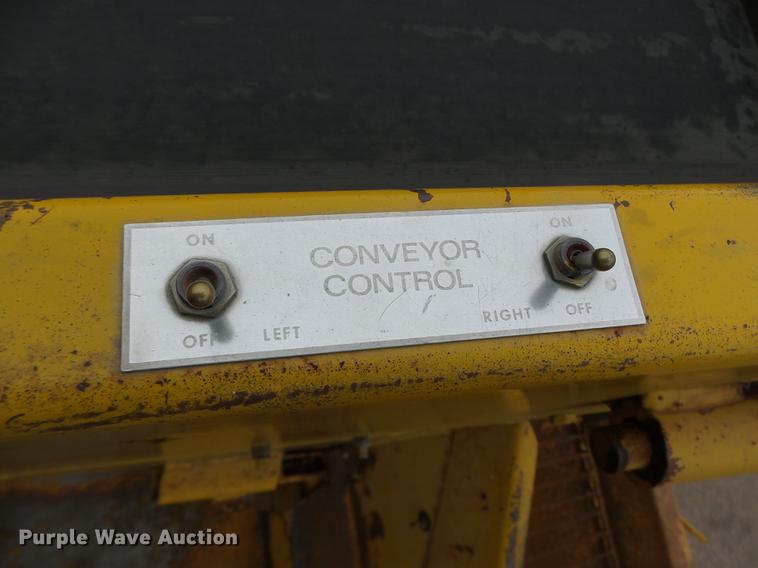 ON
CONVEYOR
CONTROL
ON
OFF
LEFT
RIGHT
OFF
Purple Wave Auction